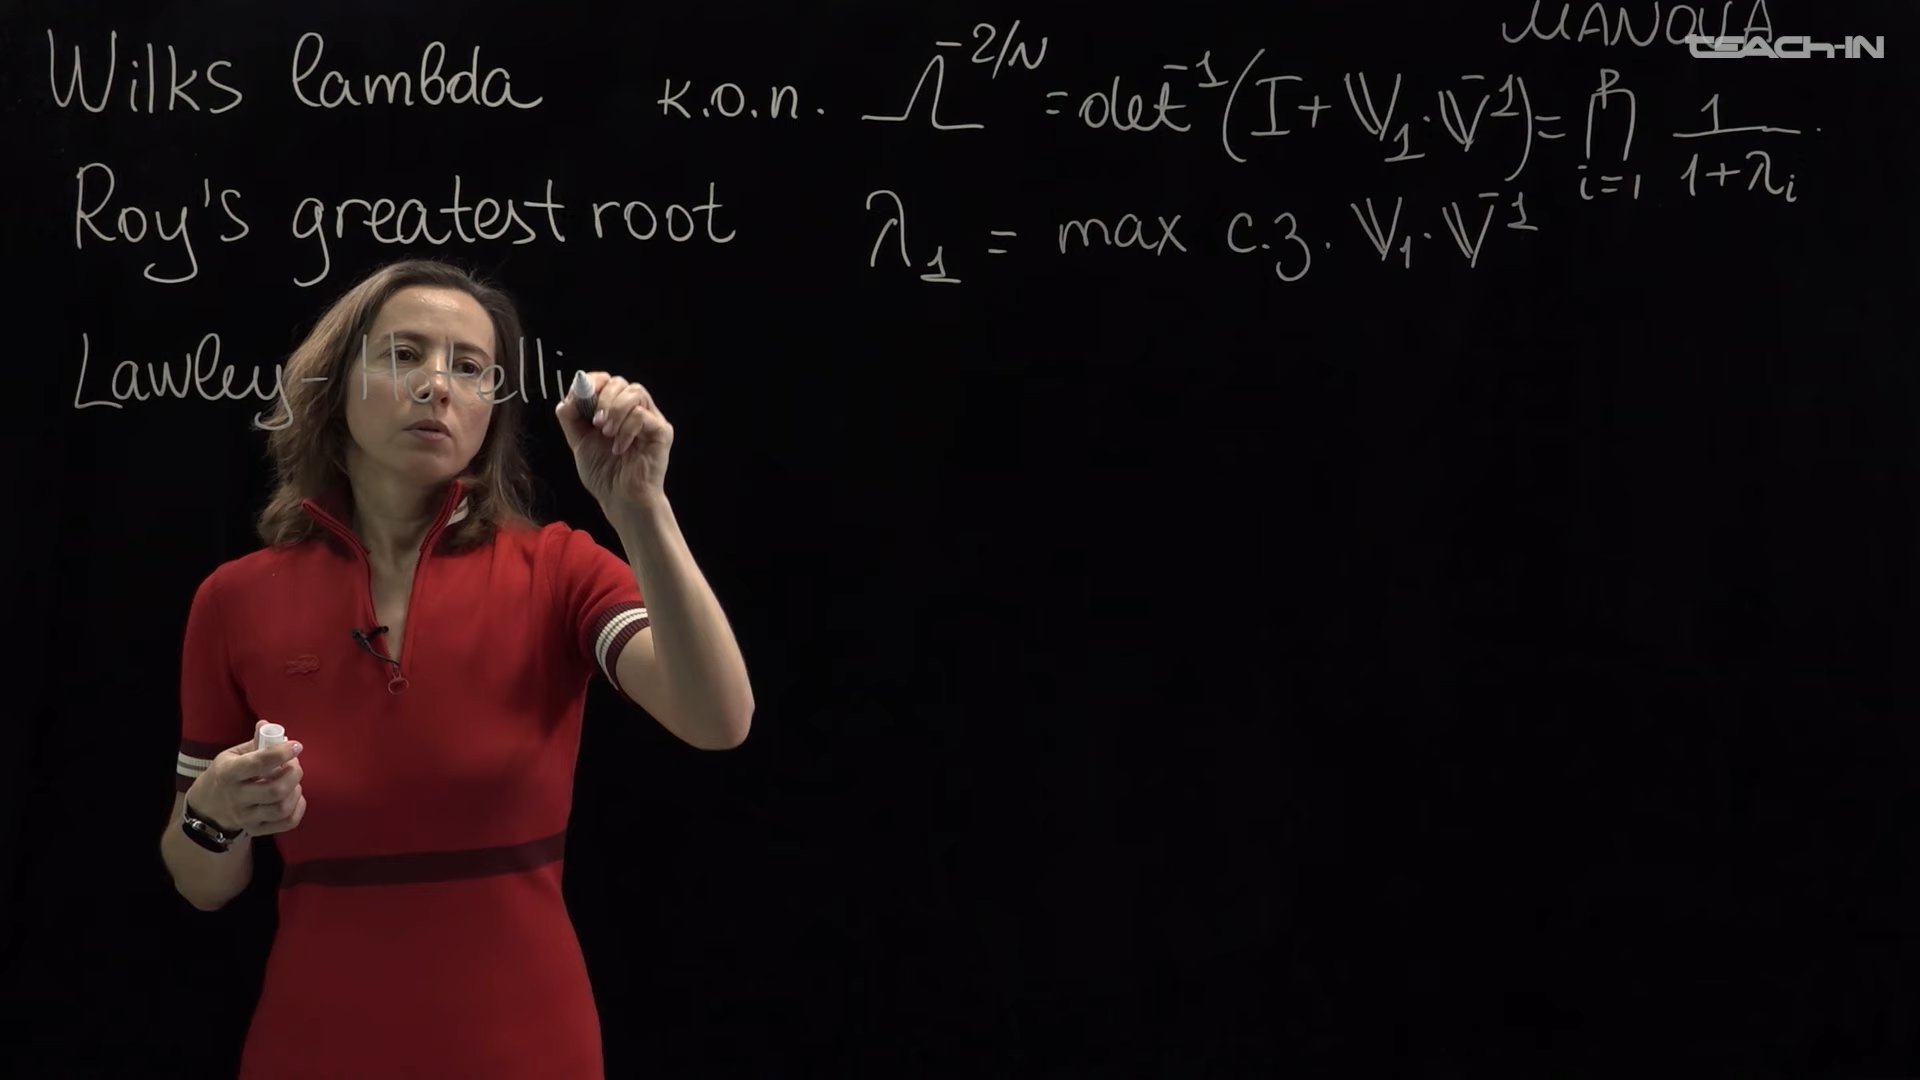 MANOVA
TEACH-IN
Wilks lambda к.о.п. Λ^{-2/N} = det^{-1}(I + V_1 · V^{-1}) = ∏_{i=1}^{p} 1/(1+λ_i).
Roy's greatest root λ_1 = max с.з. V_1 · V^{-1}
Lawley - Hotelli